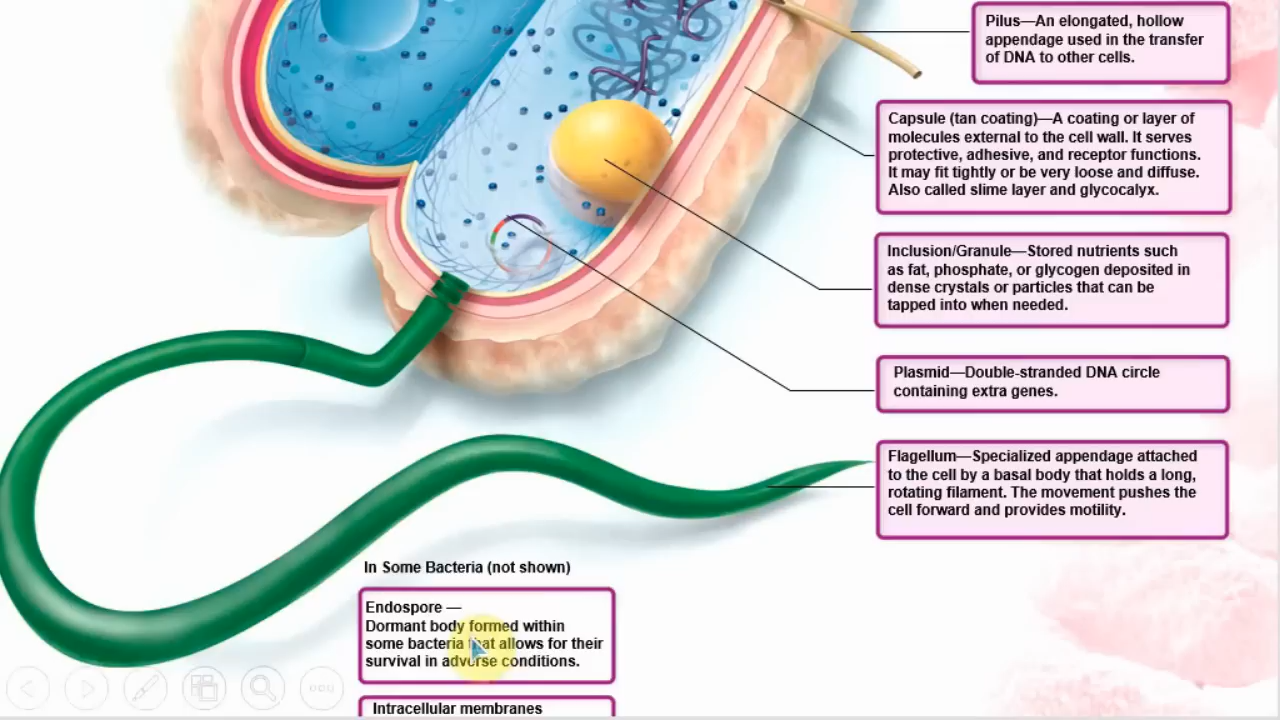 Pilus—An elongated, hollow
appendage used in the transfer
of DNA to other cells.
Capsule (tan coating)—A coating or layer of
molecules external to the cell wall. It serves
protective, adhesive, and receptor functions.
It may fit tightly or be very loose and diffuse.
Also called slime layer and glycocalyx.
Inclusion/Granule—Stored nutrients such
as fat, phosphate, or glycogen deposited in
dense crystals or particles that can be
tapped into when needed.
Plasmid—Double-stranded DNA circle
containing extra genes.
Flagellum—Specialized appendage attached
to the cell by a basal body that holds a long,
rotating filament. The movement pushes the
cell forward and provides motility.
In Some Bacteria (not shown)
Endospore —
Dormant body formed within
some bacteria that allows for their
survival in adverse conditions.
Intracellular membranes